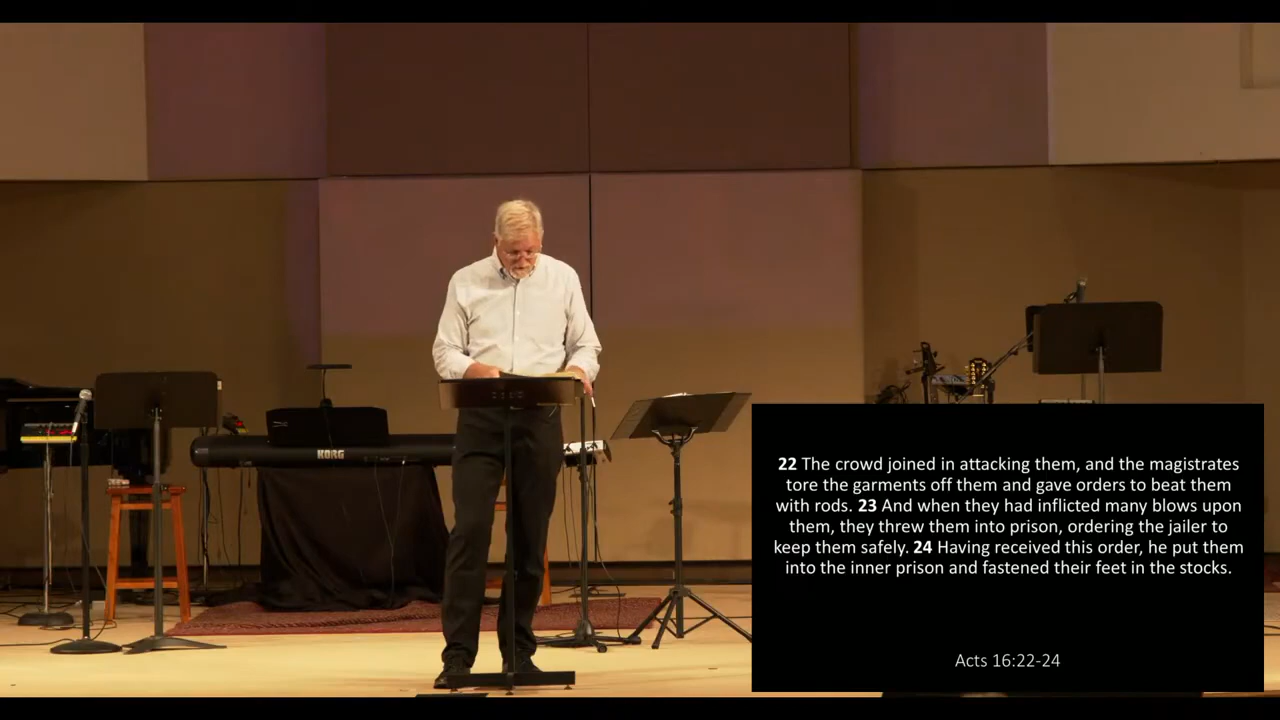 KORG
22 The crowd joined in attacking them, and the magistrates
tore the garments off them and gave orders to beat them
with rods. 23 And when they had inflicted many blows upon
them, they threw them into prison, ordering the jailer to
keep them safely. 24 Having received this order, he put them
into the inner prison and fastened their feet in the stocks.
Acts 16:22-24